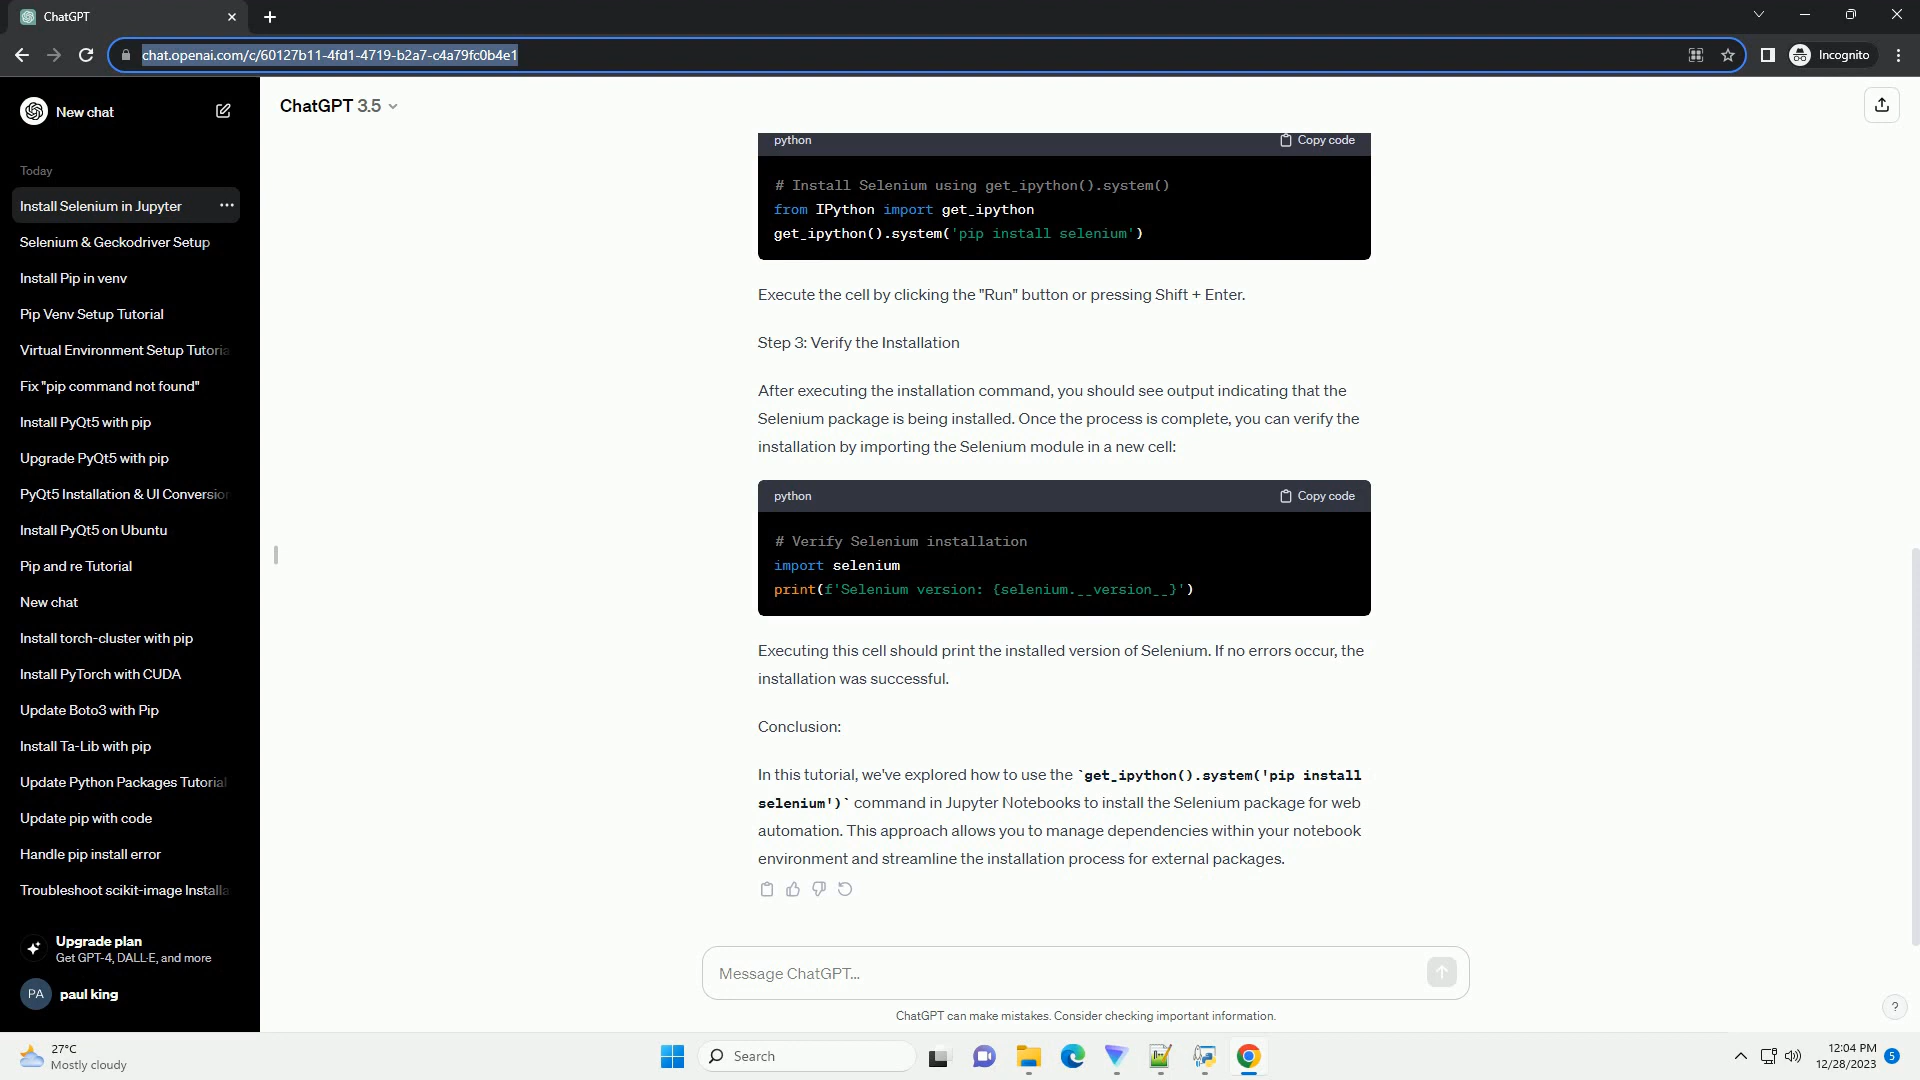 ChatGPT
chat.openai.com/c/60127b11-4fd1-4719-b2a7-c4a79fc0b4e1
Incognito
New chat
ChatGPT 3.5
Today
Install Selenium in Jupyter
Selenium & Geckodriver Setup
Install Pip in venv
Pip Venv Setup Tutorial
Virtual Environment Setup Tutoria
Fix "pip command not found"
Install PyQt5 with pip
Upgrade PyQt5 with pip
PyQt5 Installation & UI Conversion
Install PyQt5 on Ubuntu
Pip and re Tutorial
New chat
Install torch-cluster with pip
Install PyTorch with CUDA
Update Boto3 with Pip
Install Ta-Lib with pip
Update Python Packages Tutorial
Update pip with code
Handle pip install error
Troubleshoot scikit-image Installa
Upgrade plan
Get GPT-4, DALL·E, and more
PA
paul king
python
Copy code
# Install Selenium using get_ipython().system()
from IPython import get_ipython
get_ipython().system('pip install selenium')
Execute the cell by clicking the "Run" button or pressing Shift + Enter.
Step 3: Verify the Installation
After executing the installation command, you should see output indicating that the
Selenium package is being installed. Once the process is complete, you can verify the
installation by importing the Selenium module in a new cell:
python
Copy code
# Verify Selenium installation
import selenium
print(f'Selenium version: {selenium.__version__}')
Executing this cell should print the installed version of Selenium. If no errors occur, the
installation was successful.
Conclusion:
In this tutorial, we've explored how to use the `get_ipython().system('pip install
selenium')` command in Jupyter Notebooks to install the Selenium package for web
automation. This approach allows you to manage dependencies within your notebook
environment and streamline the installation process for external packages.
Message ChatGPT...
ChatGPT can make mistakes. Consider checking important information.
?
27°C
Mostly cloudy
Search
12:04 PM
12/28/2023
5